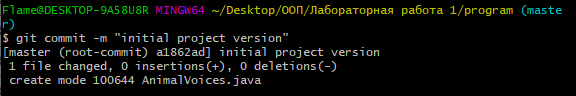 Flame@DESKTOP-9A58U8R MINGW64 ~/Desktop/ООП/Лабораторная работа 1/program (maste
r)
$ git commit -m "initial project version"
[master (root-commit) a1862ad] initial project version
 1 file changed, 0 insertions(+), 0 deletions(-)
 create mode 100644 AnimalVoices.java